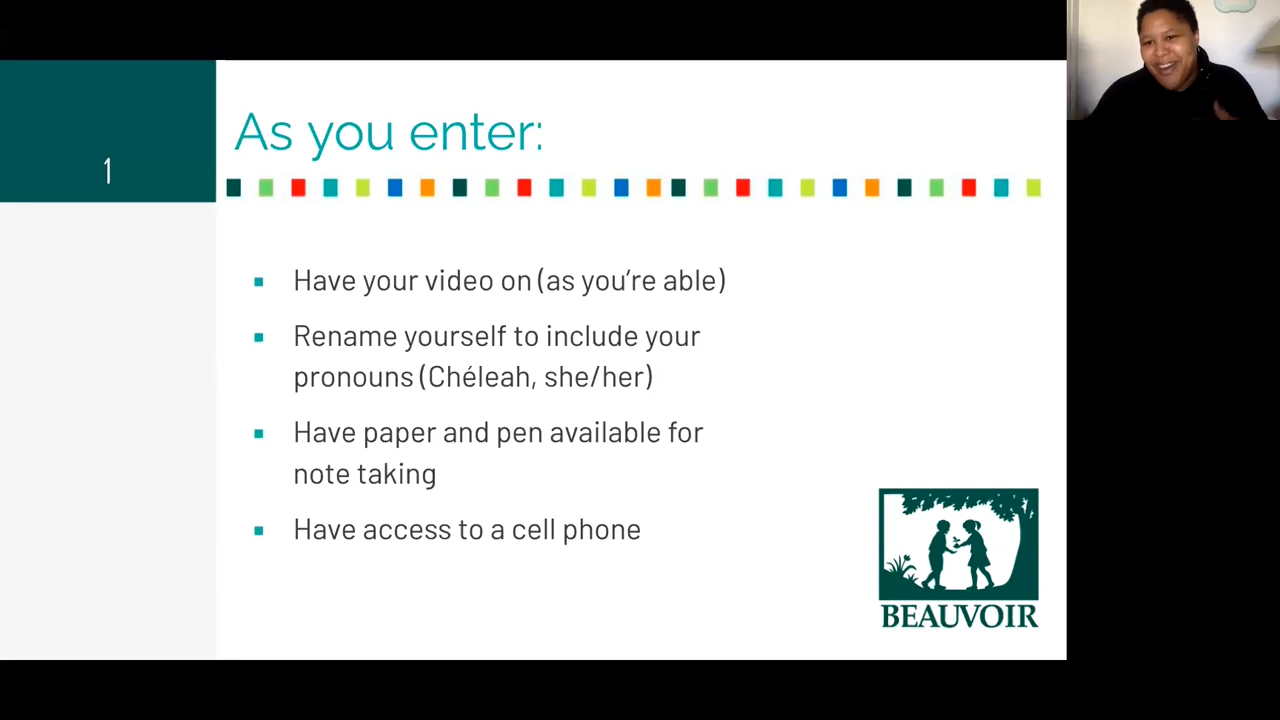 1
As you enter:
Have your video on (as you're able)
Rename yourself to include your
pronouns (Chéleah, she/her)
Have paper and pen available for
note taking
Have access to a cell phone
BEAUVOIR